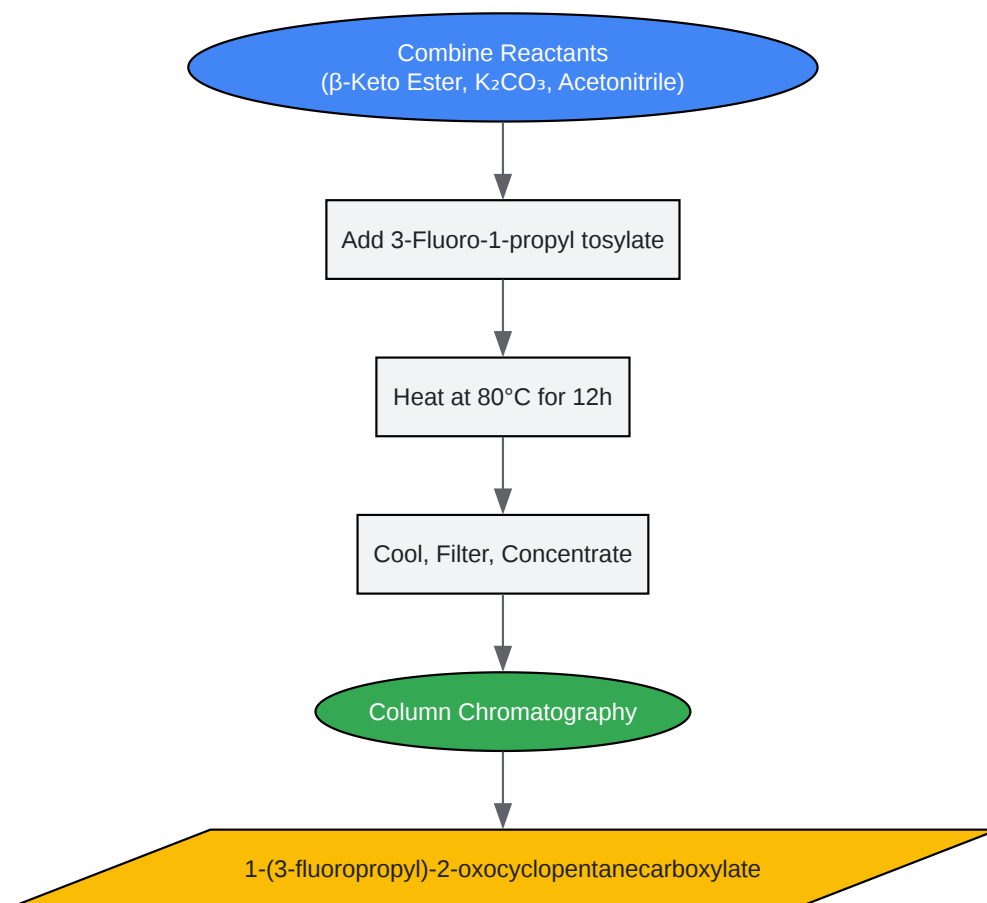 Combine Reactants
(β-Keto Ester, K₂CO₃, Acetonitrile)
Add 3-Fluoro-1-propyl tosylate
Heat at 80°C for 12h
Cool, Filter, Concentrate
Column Chromatography
1-(3-fluoropropyl)-2-oxocyclopentanecarboxylate